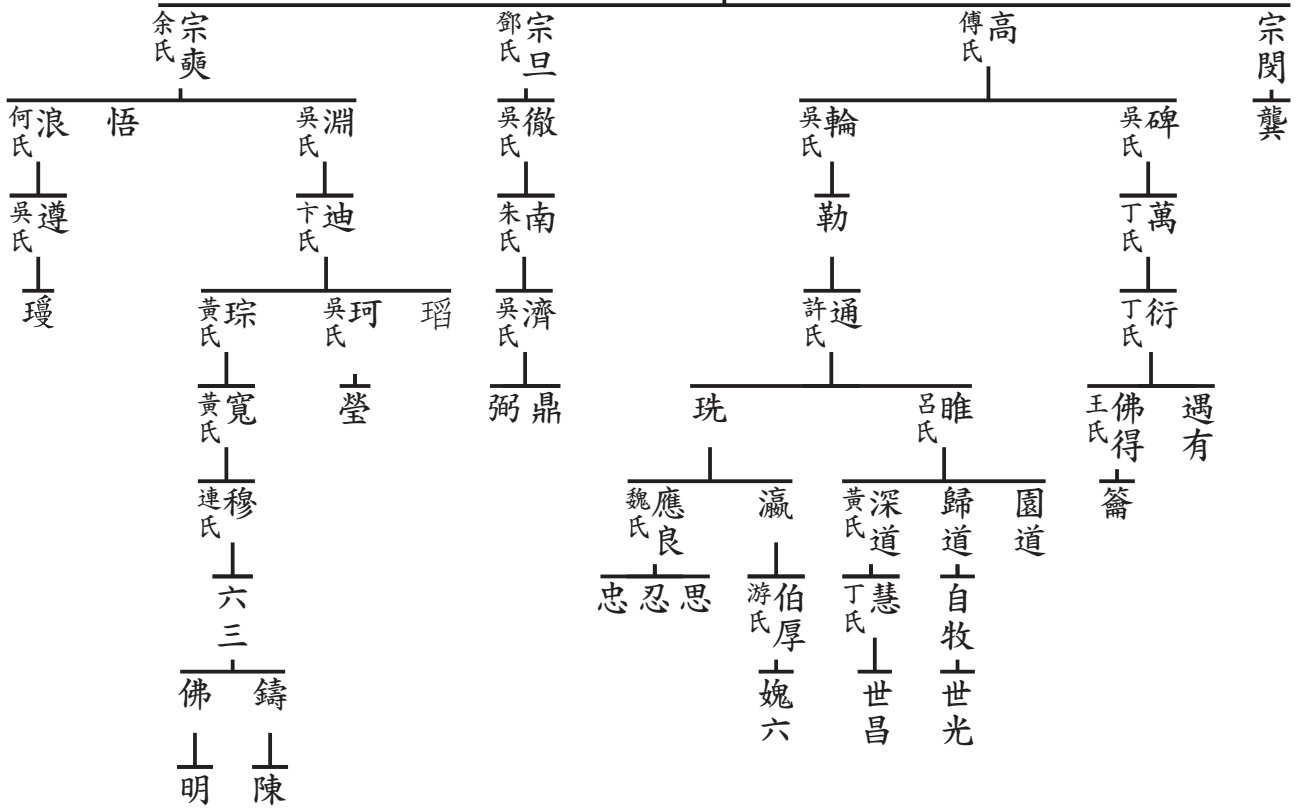 宗閔
高
傅氏
宗旦
鄧氏
宗奭
余氏
龔
碑
吳氏
輪
吳氏
徹
吳氏
淵
吳氏
悟
浪
何氏
萬
丁氏
勒
南
朱氏
迪
卞氏
遵
吳氏
衍
丁氏
通
許氏
濟
吳氏
瑫
珂
吳氏
琮
黃氏
璦
遇有
佛得
王氏
睢
呂氏
珗
鼎
弼
瑩
寬
黃氏
籥
園道
歸道
深道
黃氏
瀛
應良
魏氏
穆
連氏
自牧
慧
丁氏
伯厚
游氏
思
忍
忠
六三
世光
世昌
媿六
鑄
佛
陳
明